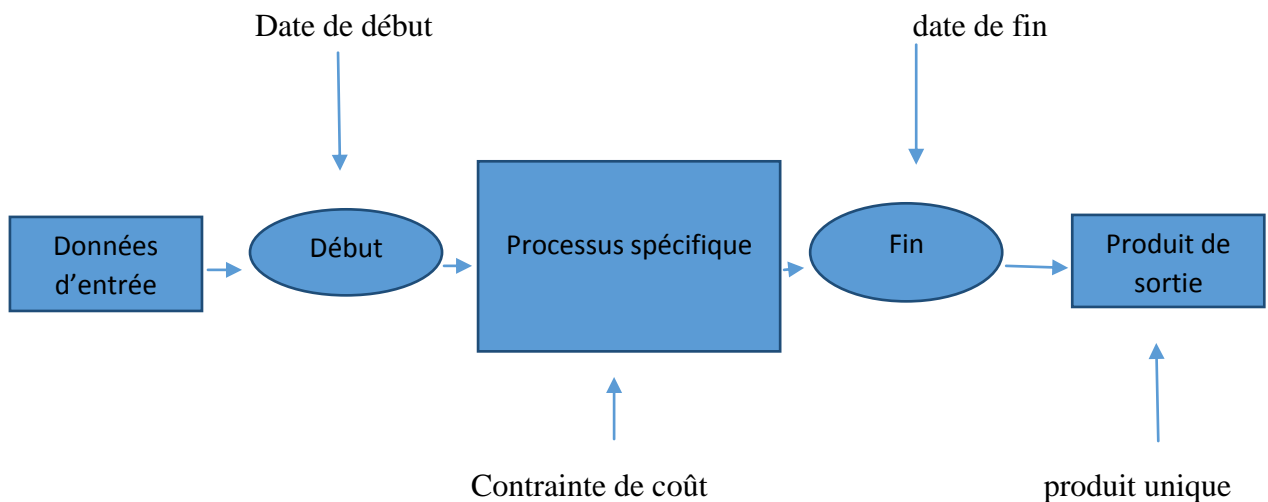 Date de début
date de fin
Données
d’entrée
Début
Processus spécifique
Fin
Produit de
sortie
Contrainte de coût
produit unique